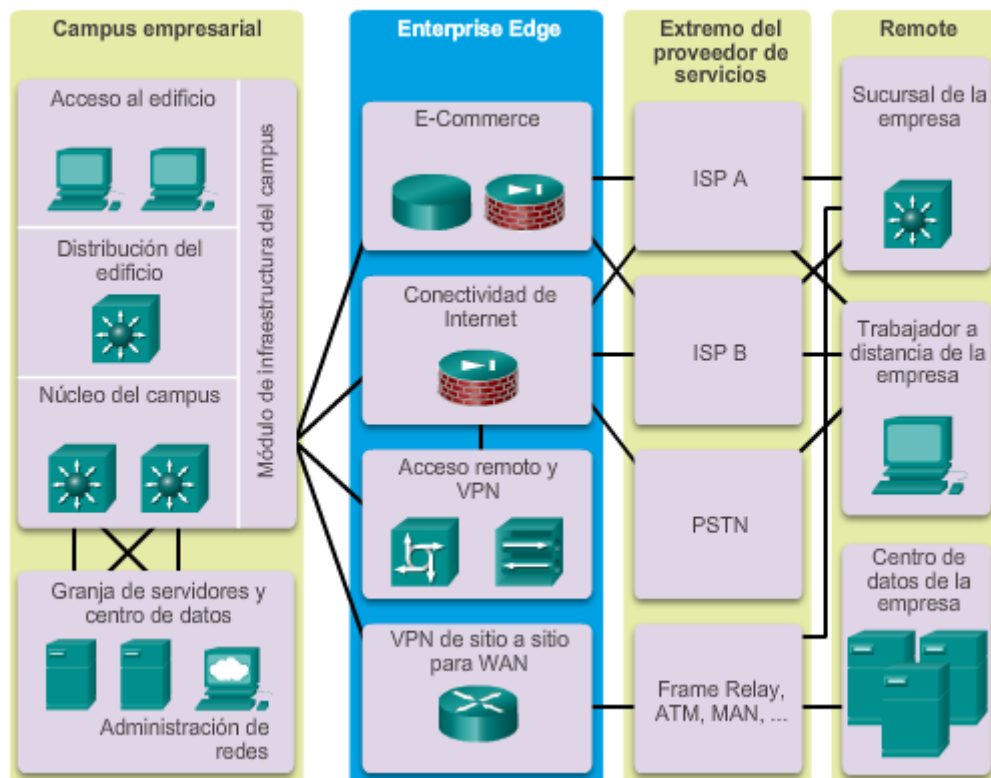 Campus empresarial
Acceso al edificio
Distribución del
edificio
Núcleo del campus
Módulo de infraestructura del campus
Granja de servidores y
centro de datos
Administración de
redes
Enterprise Edge
E-Commerce
Conectividad de
Internet
Acceso remoto y
VPN
VPN de sitio a sitio
para WAN
Extremo del
proveedor de
servicios
ISP A
ISP B
PSTN
Frame Relay,
ATM, MAN, ...
Remote
Sucursal de la
empresa
Trabajador a
distancia de la
empresa
Centro de
datos de la
empresa